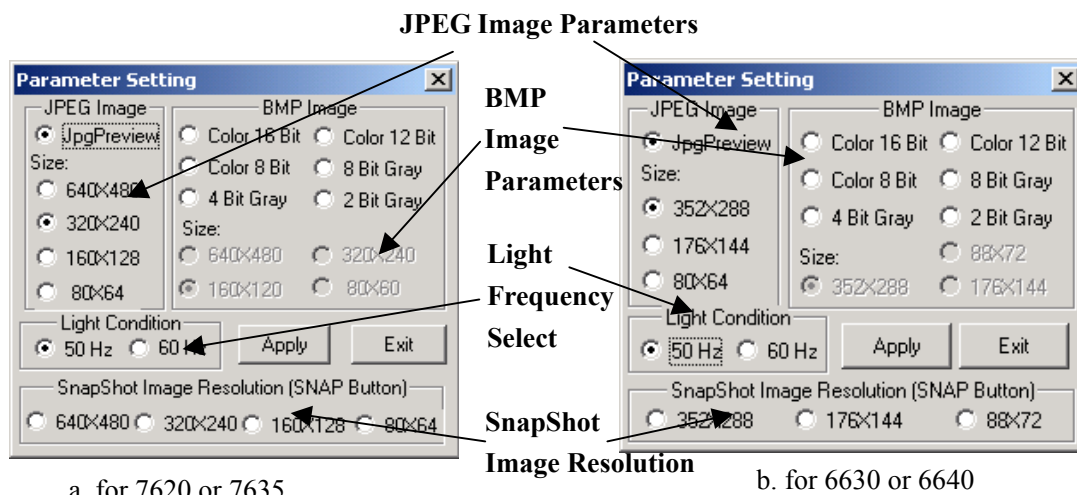 JPEG Image Parameters
Parameter Setting
JPEG Image
JpgPreview
Size:
640X480
320X240
160X128
80X64
BMP Image
Color 16 Bit
Color 12 Bit
Color 8 Bit
8 Bit Gray
4 Bit Gray
2 Bit Gray
Size:
640X480
320X240
160X120
80X60
Light Condition
50 Hz
60 Hz
Apply
Exit
SnapShot Image Resolution (SNAP Button)
640X480
320X240
160X128
80X64
a. for 7620 or 7635
BMP
Image
Parameters
Light
Frequency
Select
SnapShot
Image Resolution
Parameter Setting
JPEG Image
JpgPreview
Size:
352X288
176X144
80X64
BMP Image
Color 16 Bit
Color 12 Bit
Color 8 Bit
8 Bit Gray
4 Bit Gray
2 Bit Gray
Size:
88X72
352X288
176X144
Light Condition
50 Hz
60 Hz
Apply
Exit
SnapShot Image Resolution (SNAP Button)
352X288
176X144
88X72
b. for 6630 or 6640